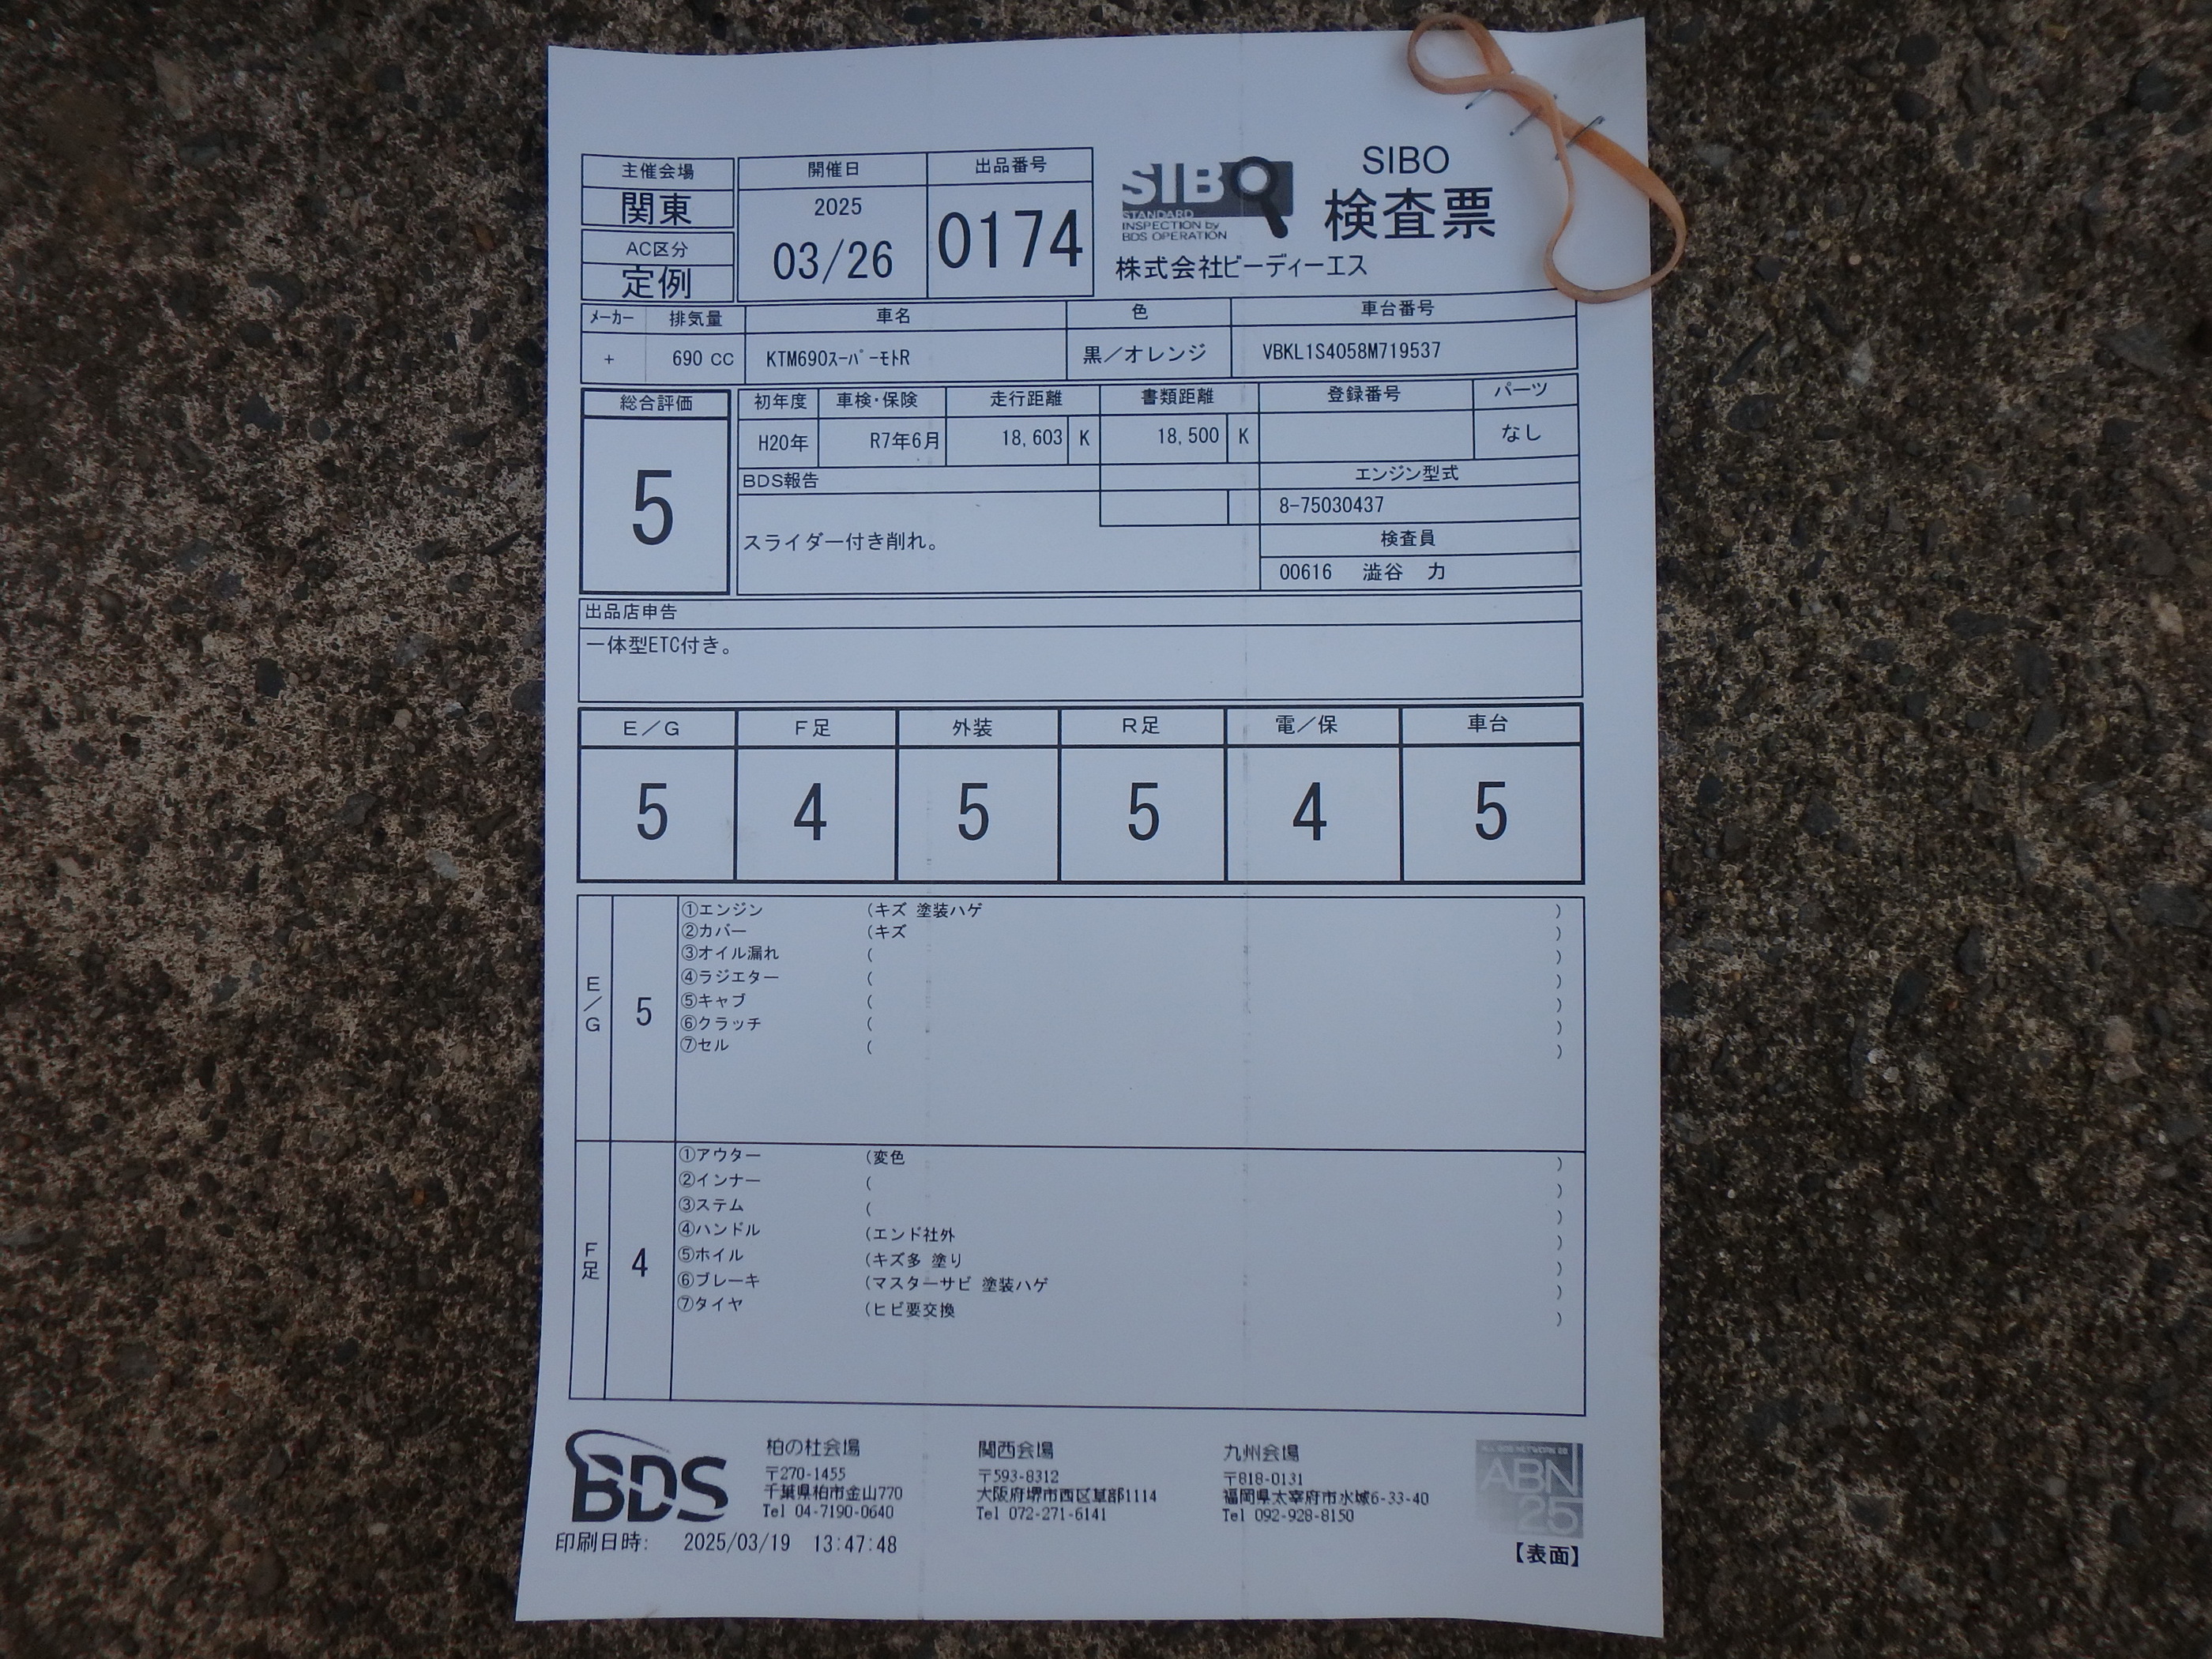 主催会場
関東
AC区分
定例
開催日
2025
03/26
出品番号
0174
SIBO
STANDARD
INSPECTION by
BDS OPERATION
SIBO
検査票
株式会社ビーディーエス
メーカー 排気量 車名 色 車台番号
+ 690 CC KTM690スーパーモトR 黒／オレンジ VBKL1S4058M719537
総合評価
5
初年度 車検・保険 走行距離 書類距離 登録番号 パーツ
H20年 R7年6月 18,603 K 18,500 K なし
BDS報告
スライダー付き削れ。
エンジン型式
8-75030437
検査員
00616 澁谷 力
出品店申告
一体型ETC付き。
E／G F足 外装 R足 電／保 車台
5 4 5 5 4 5
E／G 5
①エンジン (キズ 塗装ハゲ )
②カバー (キズ )
③オイル漏れ ( )
④ラジエター ( )
⑤キャブ ( )
⑥クラッチ ( )
⑦セル ( )
F足 4
①アウター (変色 )
②インナー ( )
③ステム ( )
④ハンドル (エンド社外 )
⑤ホイル (キズ多 塗り )
⑥ブレーキ (マスターサビ 塗装ハゲ )
⑦タイヤ (ヒビ要交換 )
BDS
柏の杜会場
〒270-1455
千葉県柏市金山770
Tel 04-7190-0640
関西会場
〒593-8312
大阪府堺市西区草部1114
Tel 072-271-6141
九州会場
〒818-0131
福岡県太宰府市水城6-33-40
Tel 092-928-8150
ABN
25
印刷日時: 2025/03/19 13:47:48
【表面】